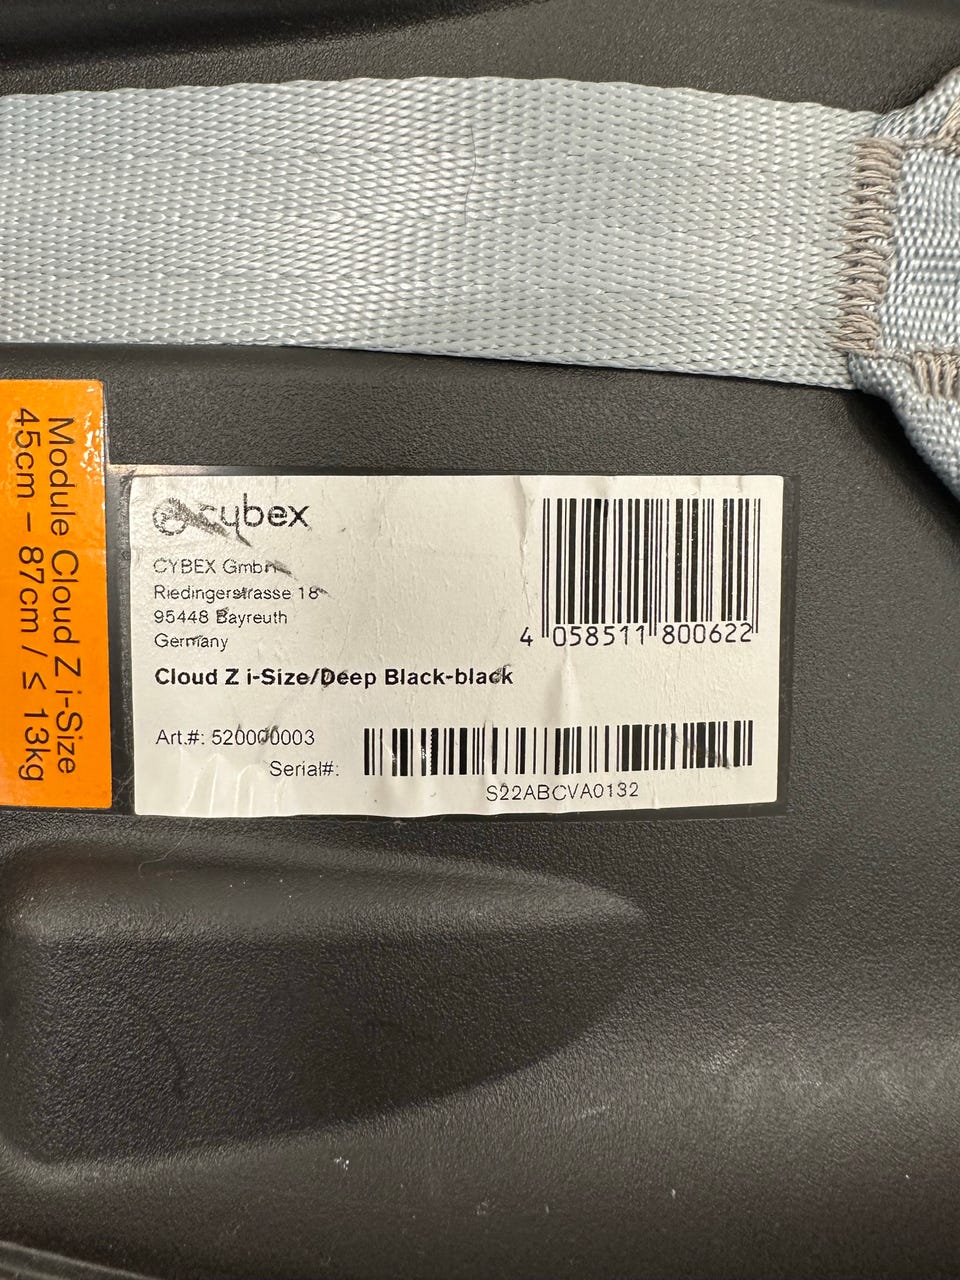 Module Cloud Z i-Size
45cm – 87cm / ≤ 13kg
cybex
CYBEX GmbH
Riedingerstrasse 18
95448 Bayreuth
Germany
Cloud Z i-Size/Deep Black-black
4 058511 800622
Art.#: 520000003
Serial#:
S22ABCVA0132